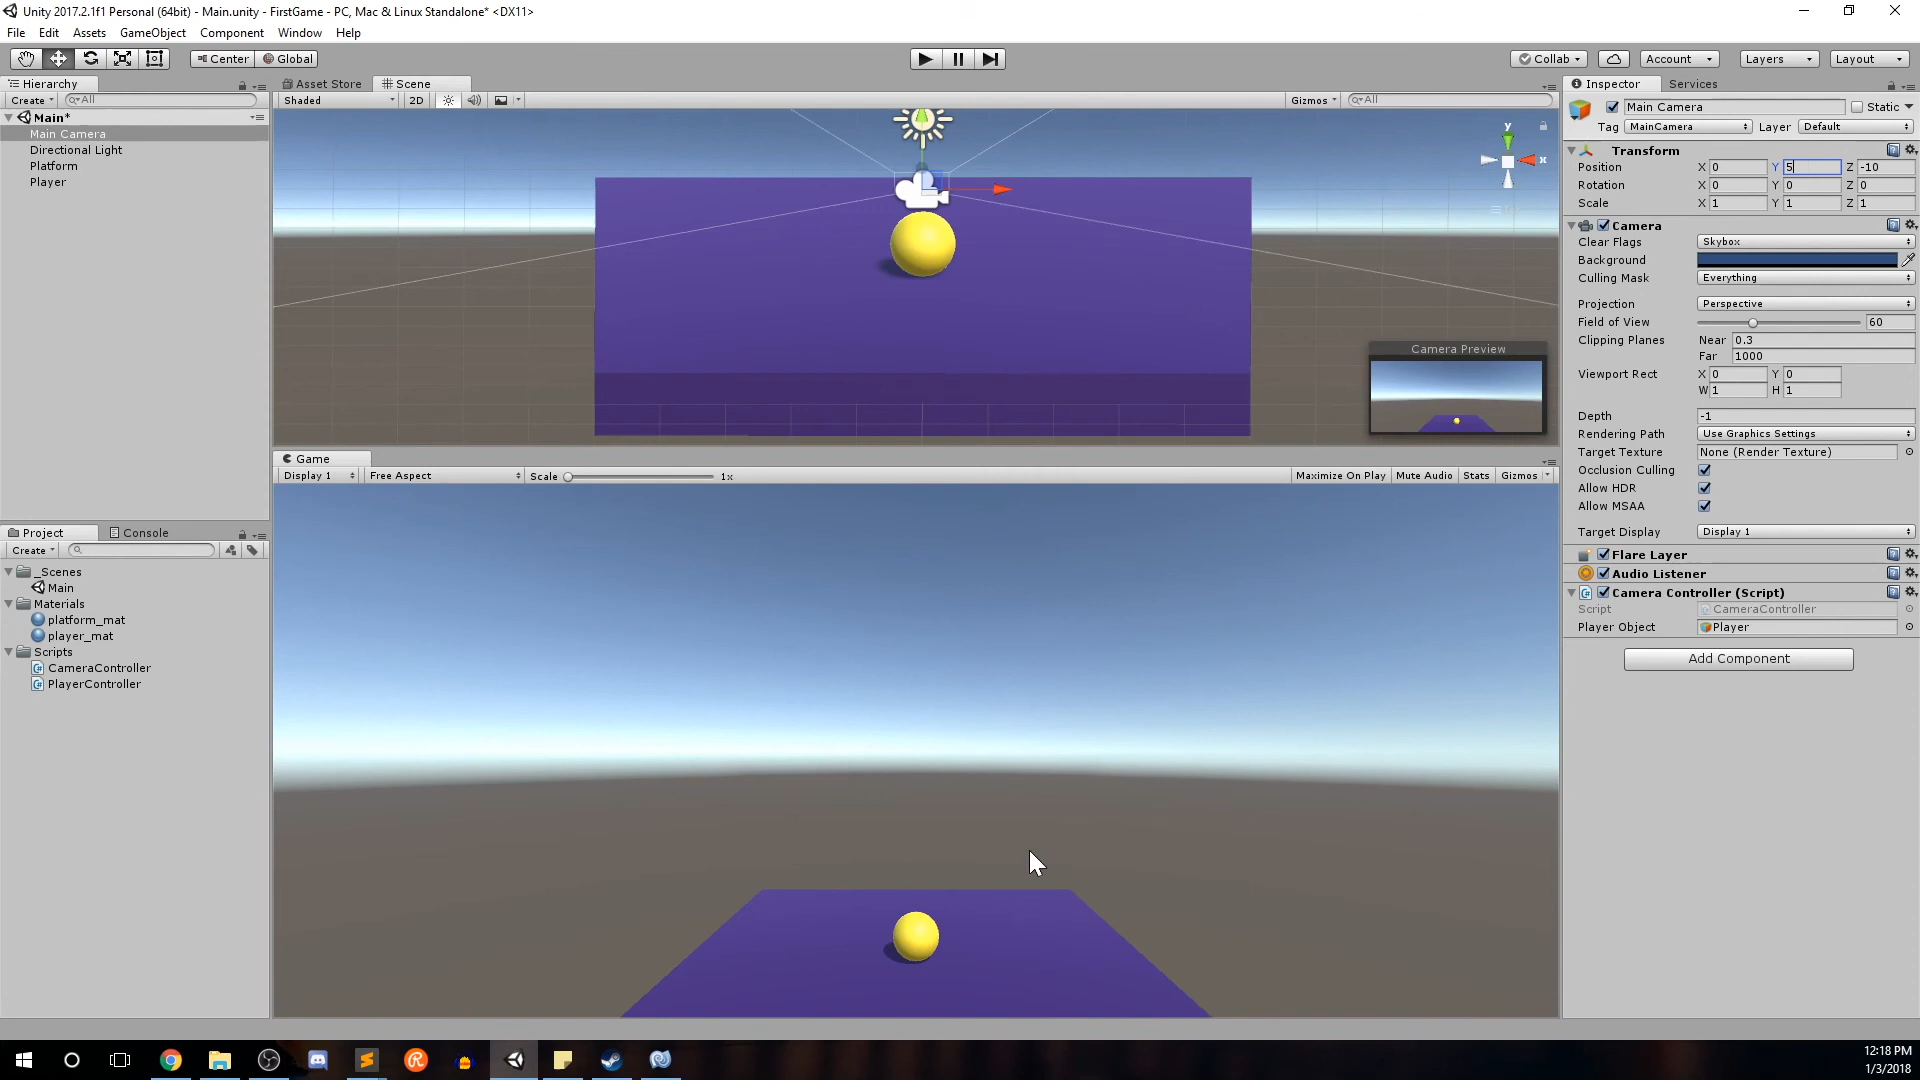 Unity 2017.2.1f1 Personal (64bit) - Main.unity - FirstGame - PC, Mac & Linux Standalone* <DX11>
File Edit Assets GameObject Component Window Help
Center Global Collab Account Layers Layout
Hierarchy
Create All
Main*
Main Camera
Directional Light
Platform
Player
Asset Store Scene
Shaded 2D Gizmos All
y
x
Camera Preview
Game
Display 1 Free Aspect Scale 1x Maximize On Play Mute Audio Stats Gizmos
Project Console
Create
_Scenes
Main
Materials
platform_mat
player_mat
Scripts
CameraController
PlayerController
Inspector Services
Main Camera Static
Tag MainCamera Layer Default
Transform
Position X 0 Y 5 Z -10
Rotation X 0 Y 0 Z 0
Scale X 1 Y 1 Z 1
Camera
Clear Flags Skybox
Background
Culling Mask Everything
Projection Perspective
Field of View 60
Clipping Planes Near 0.3
Far 1000
Viewport Rect X 0 Y 0
W 1 H 1
Depth -1
Rendering Path Use Graphics Settings
Target Texture None (Render Texture)
Occlusion Culling
Allow HDR
Allow MSAA
Target Display Display 1
Flare Layer
Audio Listener
Camera Controller (Script)
Script CameraController
Player Object Player
Add Component
12:18 PM
1/3/2018